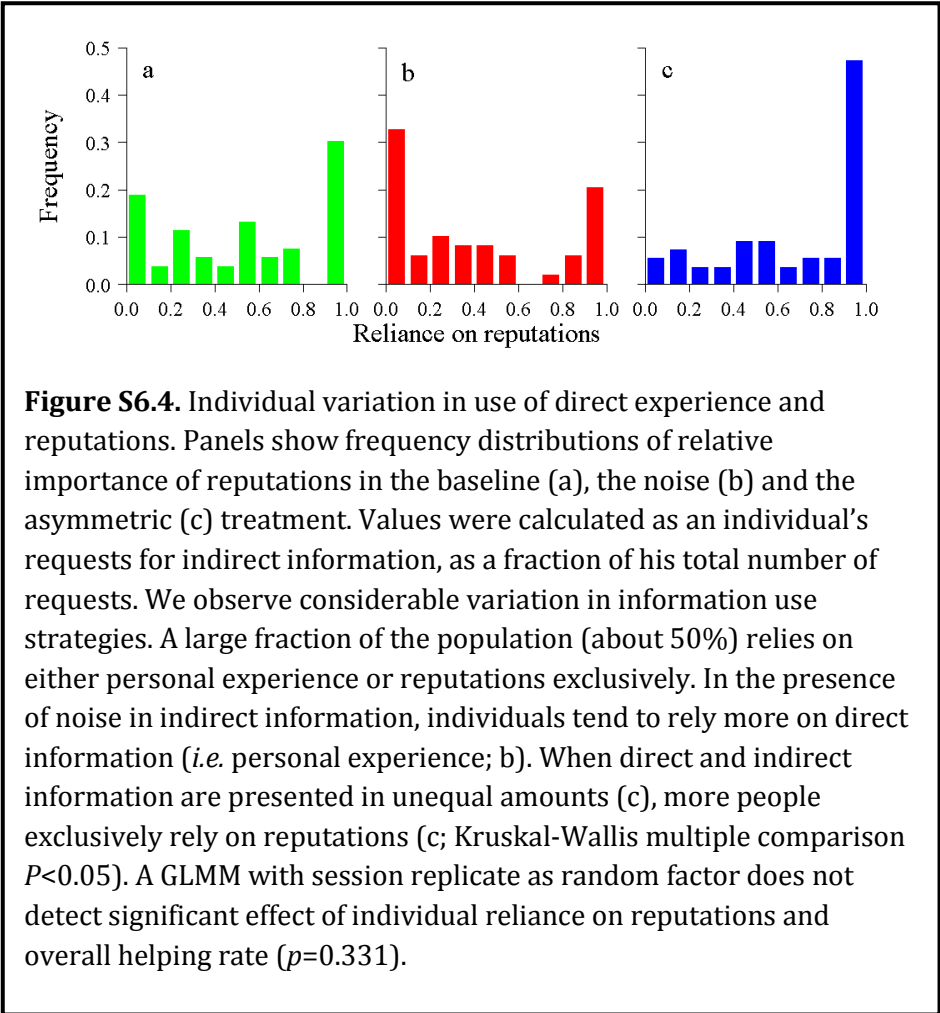 a b c
0.5
0.4
0.3
0.2
0.1
0.0
Frequency
0.0 0.2 0.4 0.6 0.8 1.0 0.0 0.2 0.4 0.6 0.8 1.0 0.0 0.2 0.4 0.6 0.8 1.0
Reliance on reputations
Figure S6.4. Individual variation in use of direct experience and
reputations. Panels show frequency distributions of relative
importance of reputations in the baseline (a), the noise (b) and the
asymmetric (c) treatment. Values were calculated as an individual’s
requests for indirect information, as a fraction of his total number of
requests. We observe considerable variation in information use
strategies. A large fraction of the population (about 50%) relies on
either personal experience or reputations exclusively. In the presence
of noise in indirect information, individuals tend to rely more on direct
information (i.e. personal experience; b). When direct and indirect
information are presented in unequal amounts (c), more people
exclusively rely on reputations (c; Kruskal-Wallis multiple comparison
P<0.05). A GLMM with session replicate as random factor does not
detect significant effect of individual reliance on reputations and
overall helping rate (p=0.331).